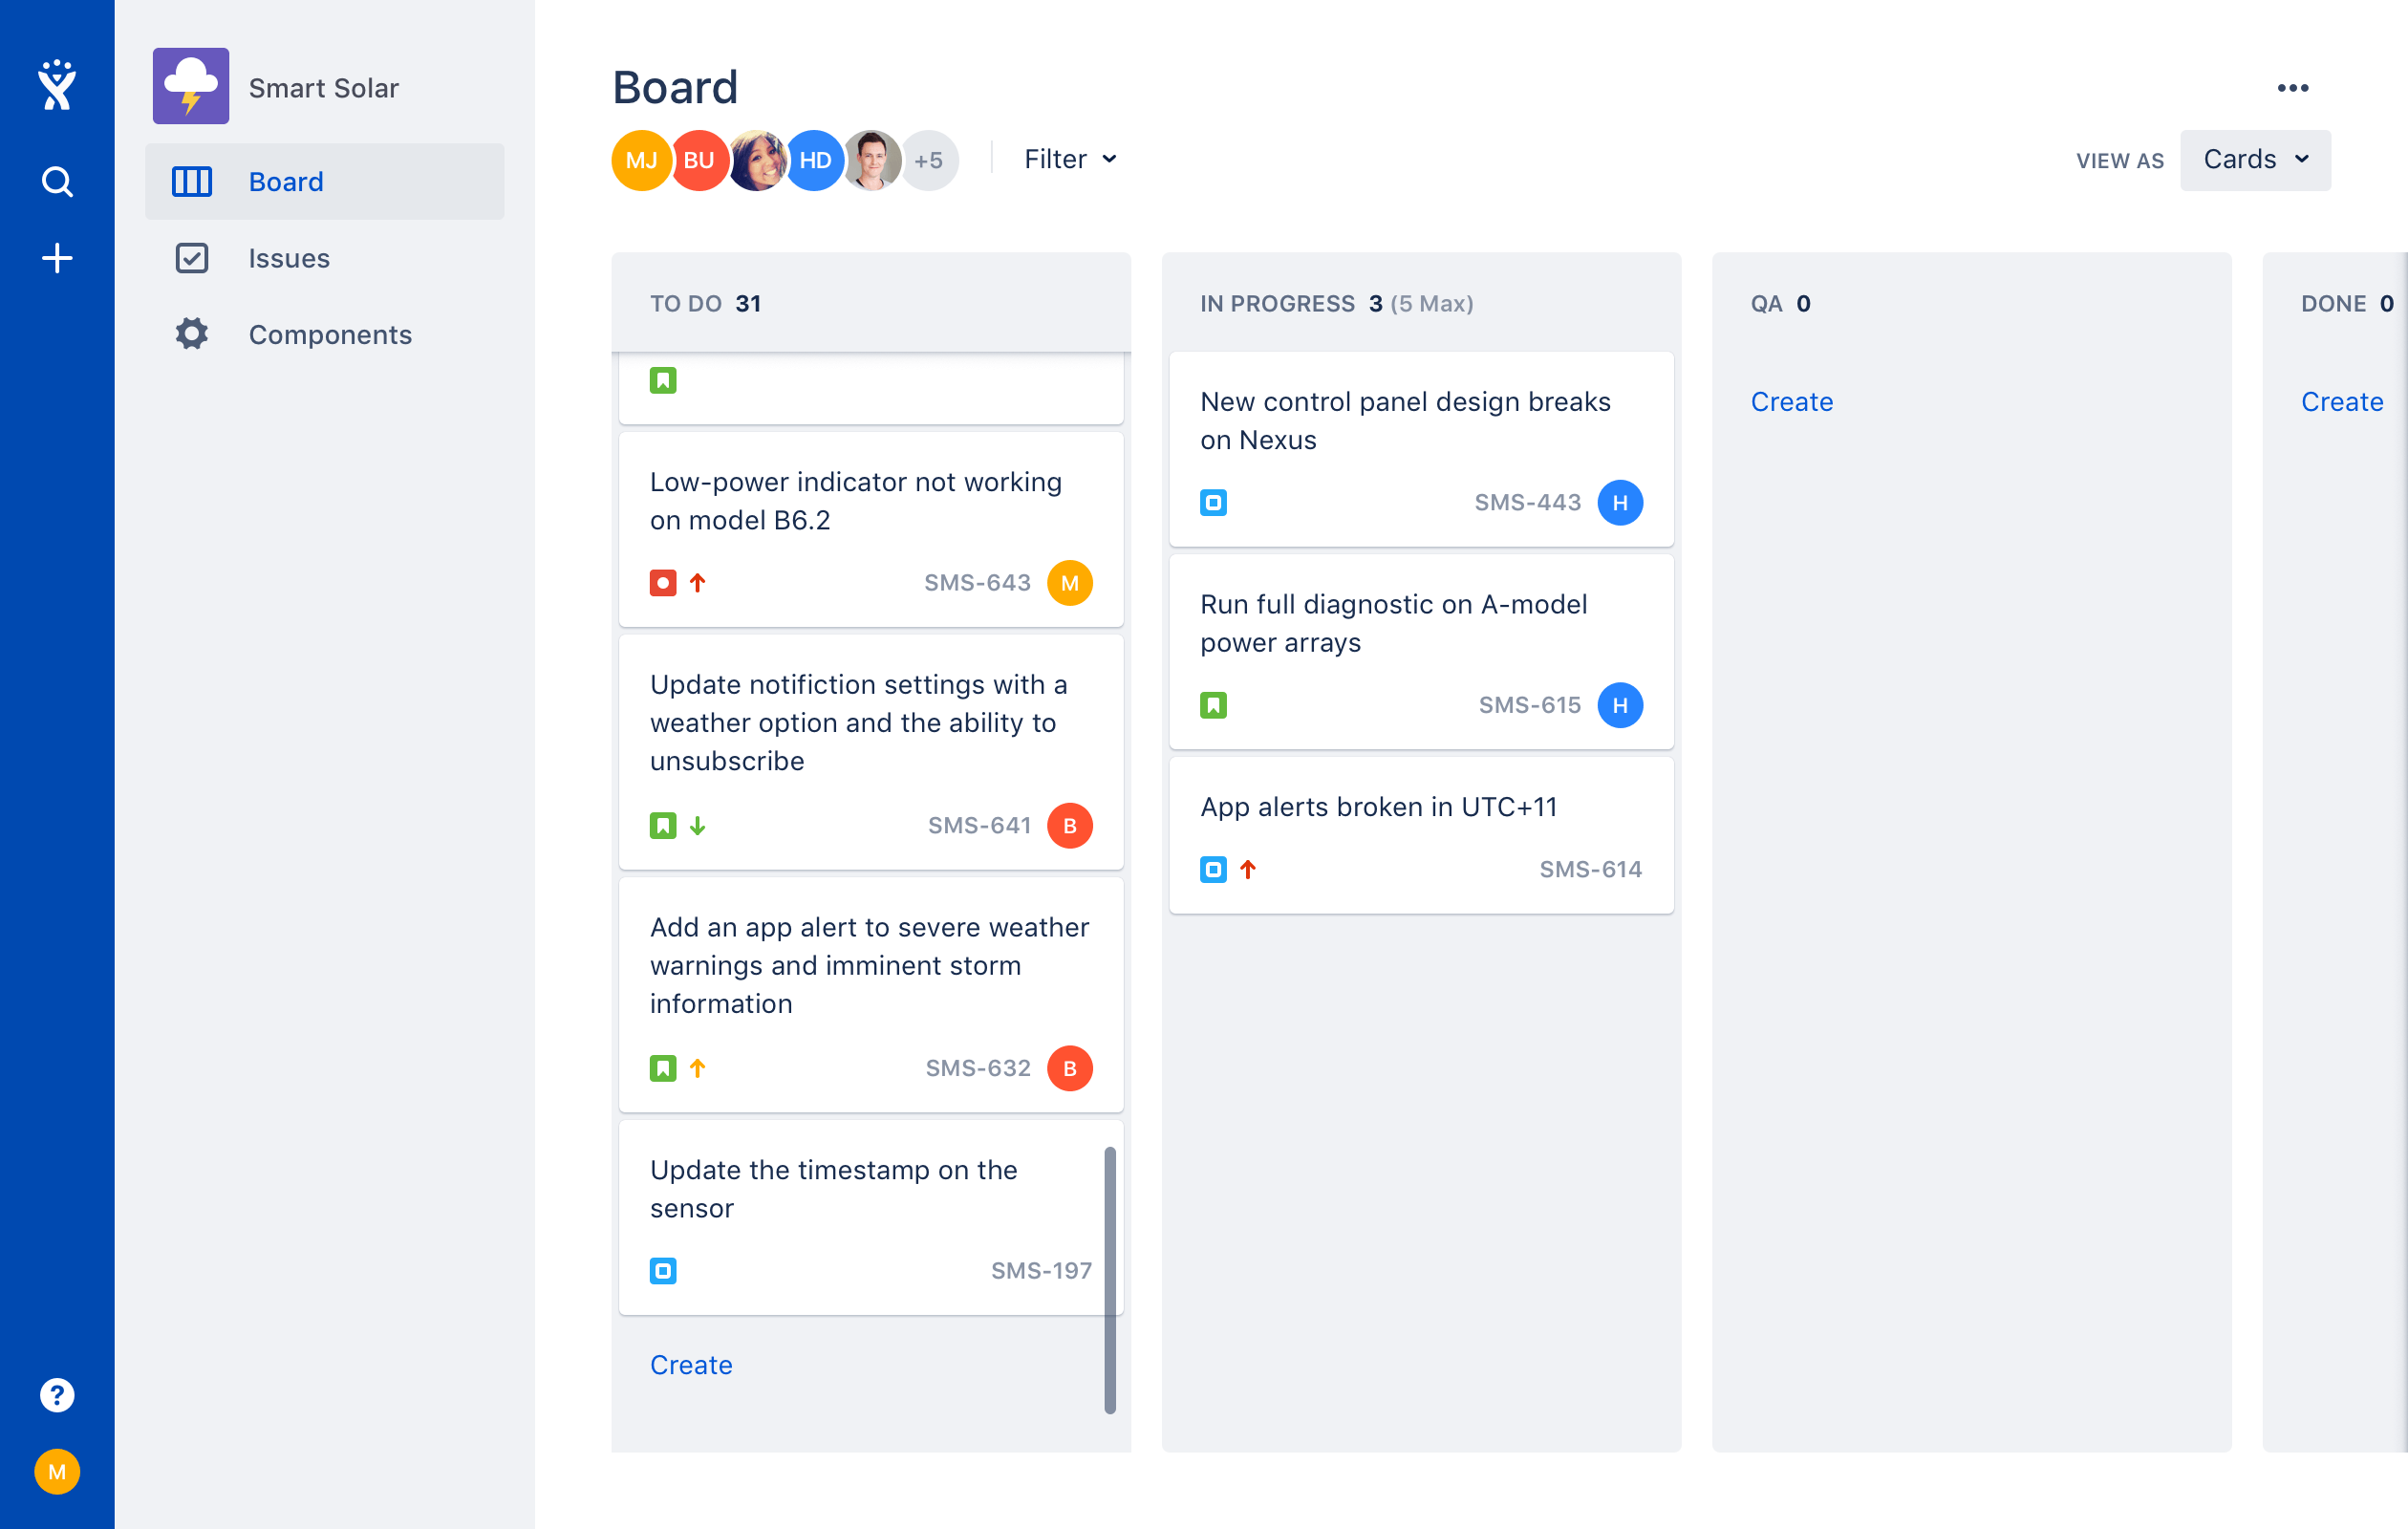 Smart Solar
Board
Issues
Components
?
M
Board
MJ BU HD +5
Filter
VIEW AS Cards
TO DO 31
Low-power indicator not working
on model B6.2
SMS-643 M
Update notifiction settings with a
weather option and the ability to
unsubscribe
SMS-641 B
Add an app alert to severe weather
warnings and imminent storm
information
SMS-632 B
Update the timestamp on the
sensor
SMS-197
Create
IN PROGRESS 3 (5 Max)
New control panel design breaks
on Nexus
SMS-443 H
Run full diagnostic on A-model
power arrays
SMS-615 H
App alerts broken in UTC+11
SMS-614
QA 0
Create
DONE 0
Create